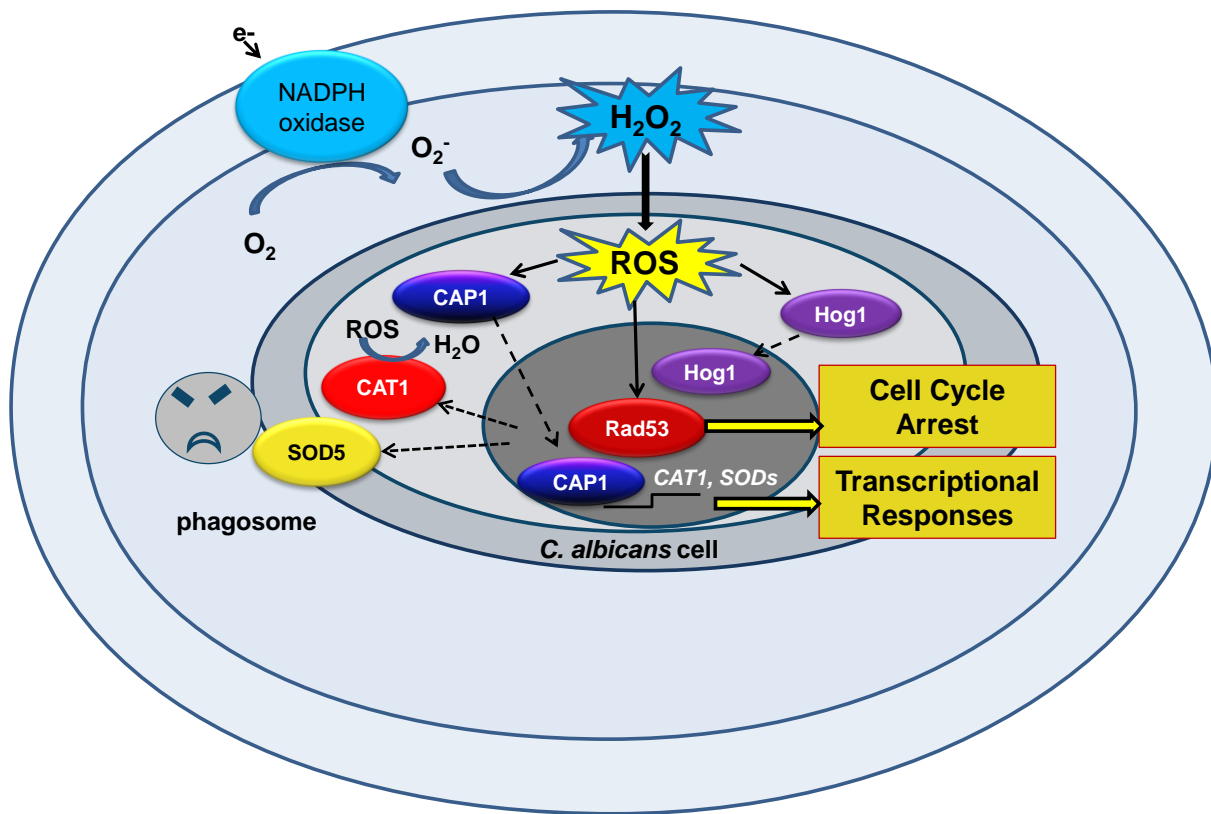 e-
NADPH
oxidase
H₂O₂
O₂⁻
O₂
ROS
CAP1
Hog1
ROS
H₂O
Hog1
CAT1
Cell Cycle
Arrest
Rad53
SOD5
CAP1
CAT1, SODs
Transcriptional
Responses
phagosome
C. albicans cell